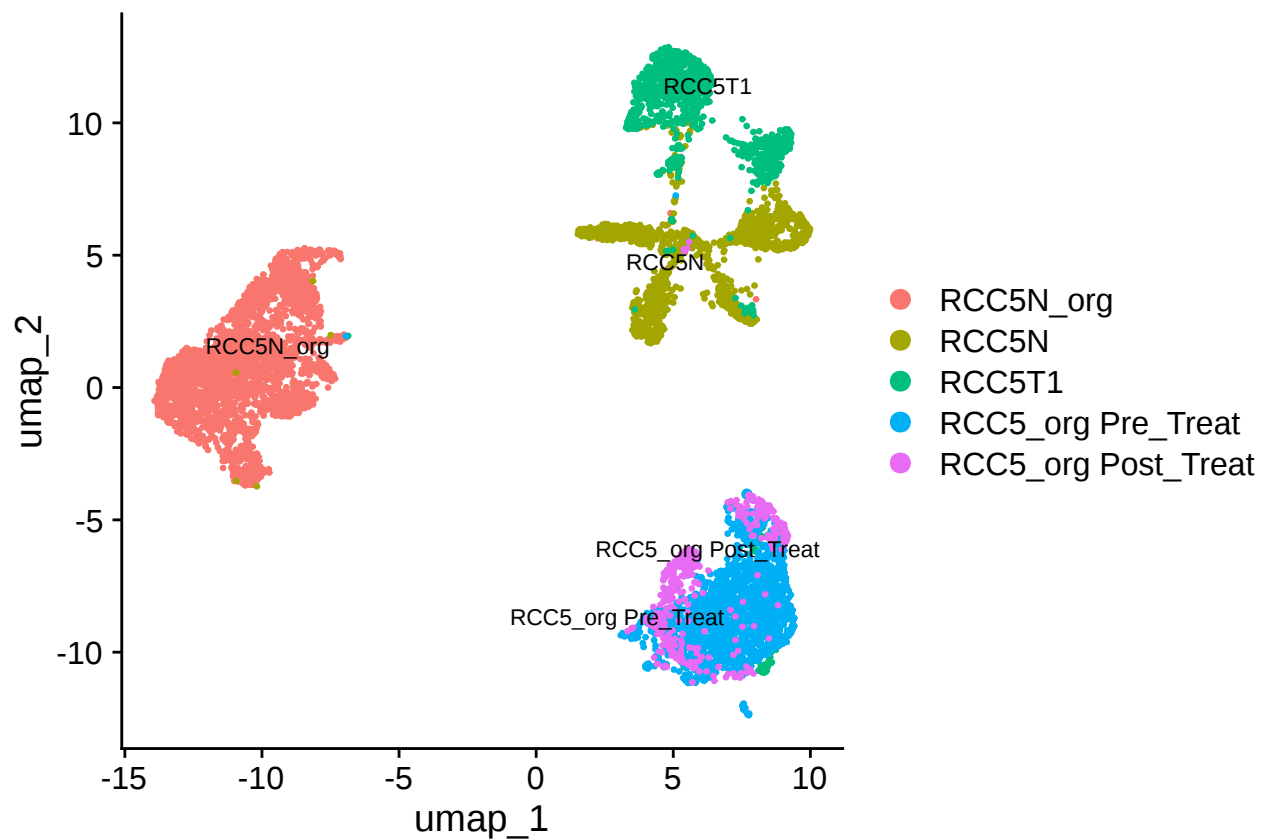 RCC5T1
10
RCC5N
5
RCC5N_org
0
umap_2
-5
RCC5_org Post_Treat
RCC5_org Pre_Treat
-10
-15 -10 -5 0 5 10
umap_1
RCC5N_org
RCC5N
RCC5T1
RCC5_org Pre_Treat
RCC5_org Post_Treat